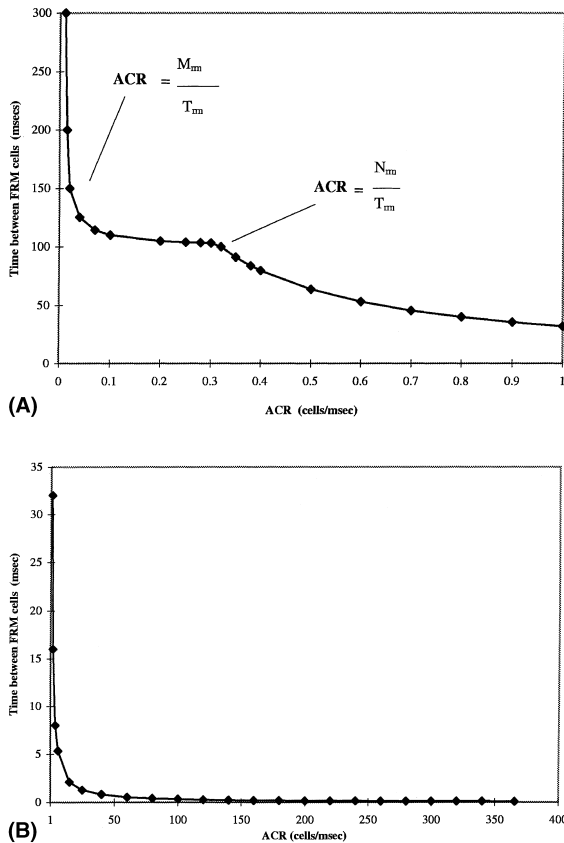 300
250
200
150
100
50
0
Time between FRM cells (msecs)
ACR = Mrm
Trm
ACR = Nrm
Trm
0 0.1 0.2 0.3 0.4 0.5 0.6 0.7 0.8 0.9 1
ACR (cells/msec)
(A)
35
30
25
20
15
10
5
0
Time between FRM cells (msec)
1 50 100 150 200 250 300 350 400
ACR (cells/msec)
(B)